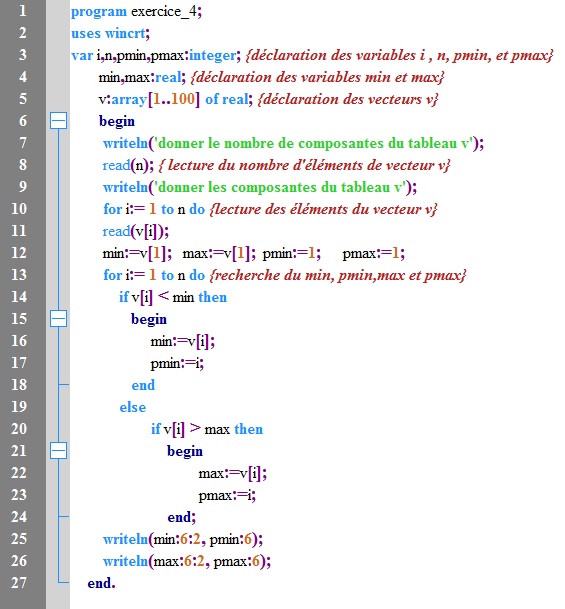 1 program exercice_4;
2 uses wincrt;
3 var i,n,pmin,pmax:integer; {déclaration des variables i , n, pmin, et pmax}
4 min,max:real; {déclaration des variables min et max}
5 v:array[1..100] of real; {déclaration des vecteurs v}
6 begin
7 writeln('donner le nombre de composantes du tableau v');
8 read(n); { lecture du nombre d'éléments de vecteur v}
9 writeln('donner les composantes du tableau v');
10 for i:= 1 to n do {lecture des éléments du vecteur v}
11 read(v[i]);
12 min:=v[1]; max:=v[1]; pmin:=1; pmax:=1;
13 for i:= 1 to n do {recherche du min, pmin,max et pmax}
14 if v[i] < min then
15 begin
16 min:=v[i];
17 pmin:=i;
18 end
19 else
20 if v[i] > max then
21 begin
22 max:=v[i];
23 pmax:=i;
24 end;
25 writeln(min:6:2, pmin:6);
26 writeln(max:6:2, pmax:6);
27 end.